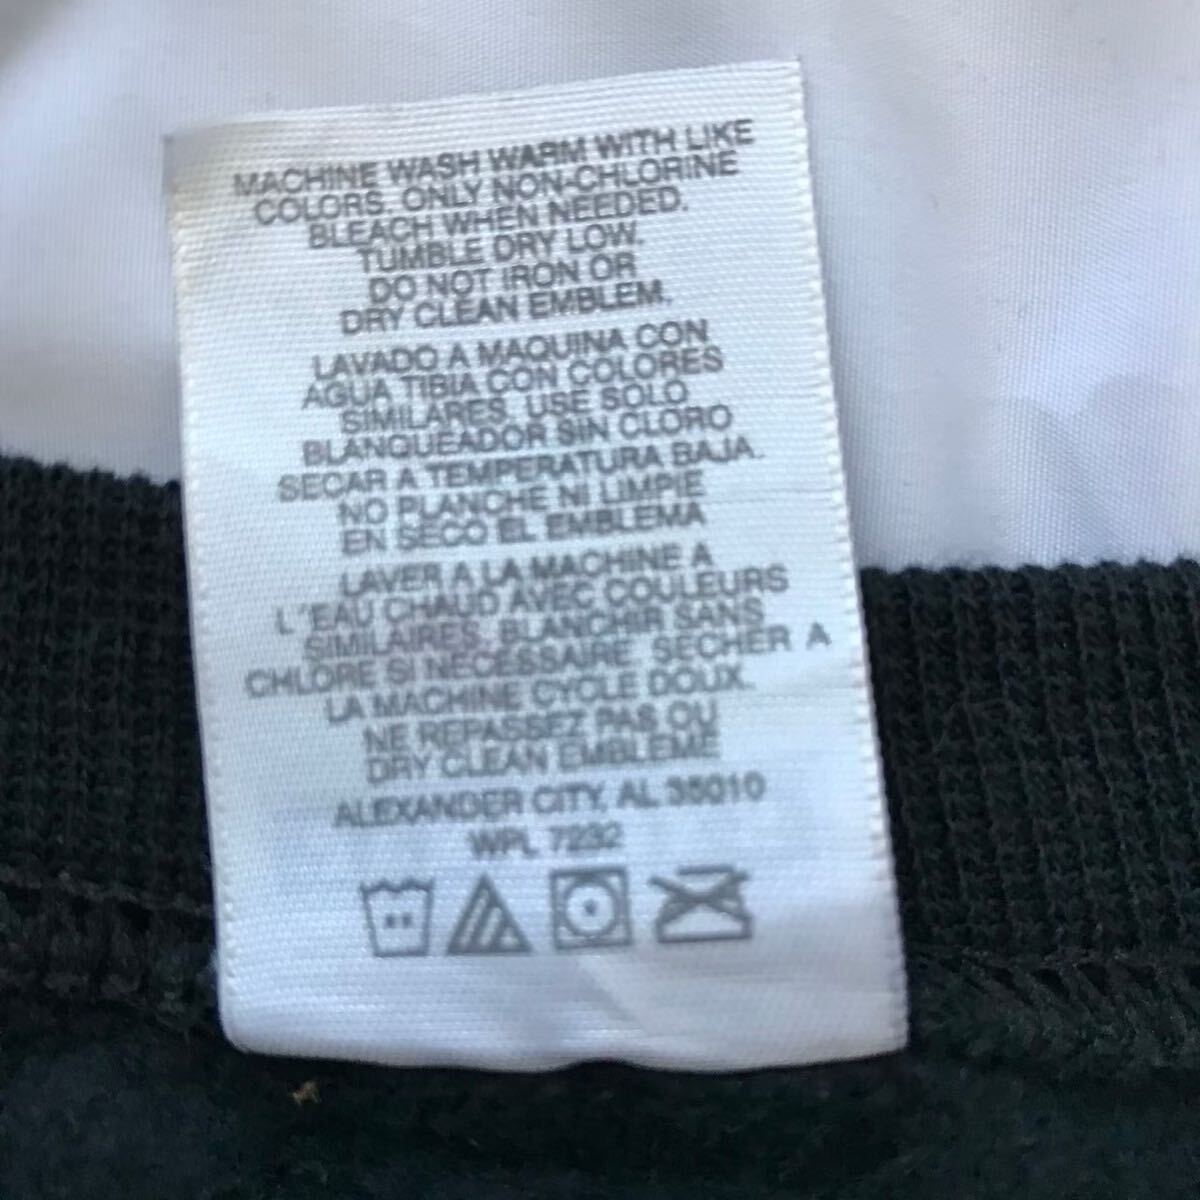 MACHINE WASH WARM WITH LIKE
COLORS. ONLY NON-CHLORINE
BLEACH WHEN NEEDED.
TUMBLE DRY LOW.
DO NOT IRON OR
DRY CLEAN EMBLEM.
LAVADO A MAQUINA CON
AGUA TIBIA CON COLORES
SIMILARES. USE SOLO
BLANQUEADOR SIN CLORO
SECAR A TEMPERATURA BAJA.
NO PLANCHE NI LIMPIE
EN SECO EL EMBLEMA
LAVER A LA MACHINE A
L'EAU CHAUD AVEC COULEURS
SIMILAIRES. BLANCHIR SANS
CHLORE SI NECESSAIRE SECHER A
LA MACHINE CYCLE DOUX.
NE REPASSEZ PAS OU
DRY CLEAN EMBLEME
ALEXANDER CITY, AL 35010
WPL 7292